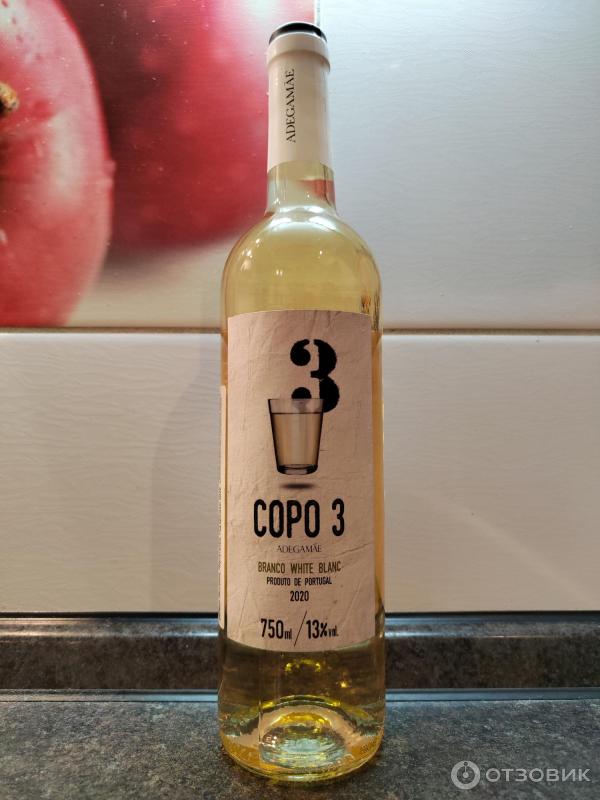 ADEGAMÃE
3
COPO 3
ADEGAMÃE
BRANCO WHITE BLANC
PRODUTO DE PORTUGAL
2020
750ml/13%vol.
ОТЗОВИК